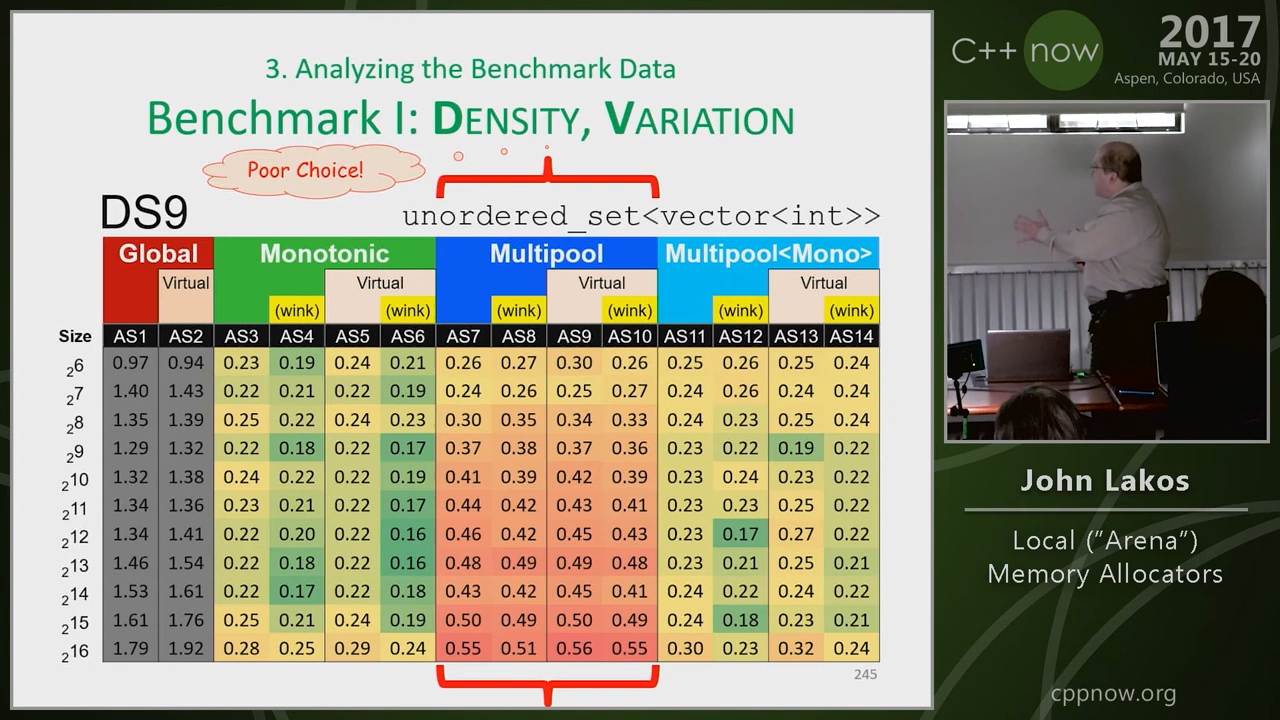 3. Analyzing the Benchmark Data
Benchmark I: DENSITY, VARIATION
Poor Choice!
DS9
unordered_set<vector<int>>
Global Monotonic Multipool Multipool<Mono>
Virtual Virtual Virtual Virtual
(wink) (wink) (wink) (wink) (wink) (wink)
Size AS1 AS2 AS3 AS4 AS5 AS6 AS7 AS8 AS9 AS10 AS11 AS12 AS13 AS14
26 0.97 0.94 0.23 0.19 0.24 0.21 0.26 0.27 0.30 0.26 0.25 0.26 0.25 0.24
27 1.40 1.43 0.22 0.21 0.22 0.19 0.24 0.26 0.25 0.27 0.24 0.26 0.24 0.24
28 1.35 1.39 0.25 0.22 0.24 0.23 0.30 0.35 0.34 0.33 0.24 0.25 0.25 0.24
29 1.29 1.32 0.22 0.18 0.22 0.17 0.37 0.38 0.37 0.36 0.23 0.22 0.19 0.22
210 1.32 1.38 0.24 0.22 0.22 0.19 0.41 0.39 0.42 0.39 0.22 0.24 0.23 0.22
211 1.34 1.36 0.23 0.21 0.22 0.17 0.44 0.42 0.43 0.41 0.23 0.23 0.25 0.22
212 1.34 1.41 0.22 0.20 0.22 0.16 0.46 0.42 0.45 0.43 0.23 0.17 0.27 0.22
213 1.46 1.54 0.22 0.18 0.22 0.16 0.48 0.49 0.49 0.48 0.23 0.21 0.25 0.21
214 1.53 1.61 0.22 0.17 0.22 0.18 0.43 0.42 0.45 0.41 0.24 0.22 0.24 0.22
215 1.61 1.76 0.25 0.21 0.24 0.19 0.50 0.49 0.50 0.49 0.24 0.18 0.23 0.21
216 1.79 1.92 0.28 0.25 0.29 0.24 0.55 0.51 0.56 0.55 0.30 0.23 0.32 0.24
245
C++ now
2017
MAY 15-20
Aspen, Colorado, USA
John Lakos
Local ("Arena")
Memory Allocators
cppnow.org